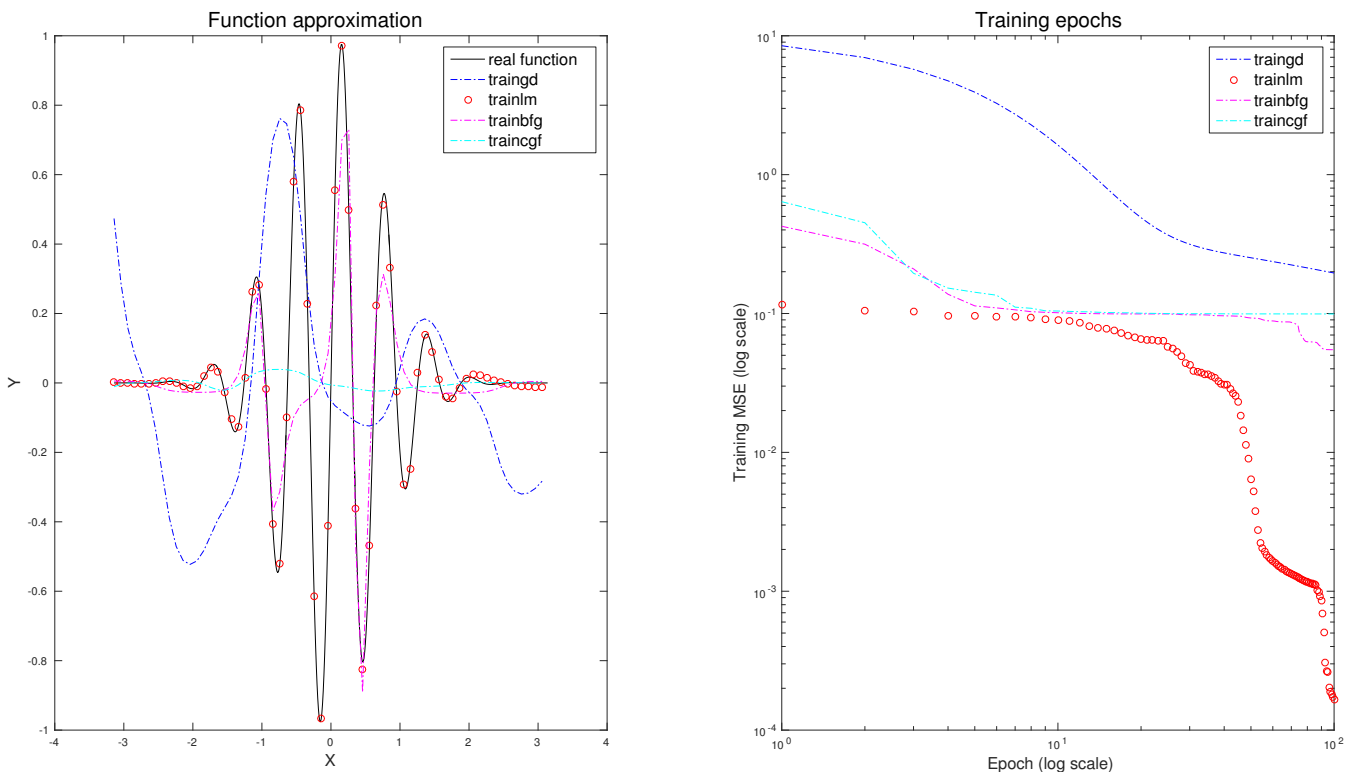 Function approximation
1
0.8
0.6
0.4
0.2
0
-0.2
-0.4
-0.6
-0.8
-1
Y
-4 -3 -2 -1 0 1 2 3 4
X
real function
traingd
trainlm
trainbfg
traincgf
Training epochs
10^1
10^0
10^-1
10^-2
10^-3
10^-4
Training MSE (log scale)
10^0 10^1 10^2
Epoch (log scale)
traingd
trainlm
trainbfg
traincgf